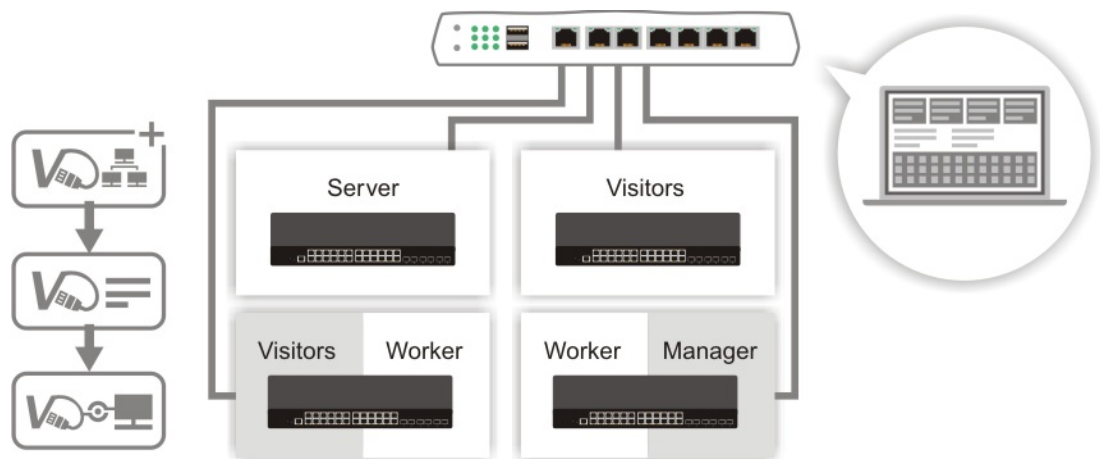 Server
Visitors
Visitors Worker
Worker Manager
V
V
V